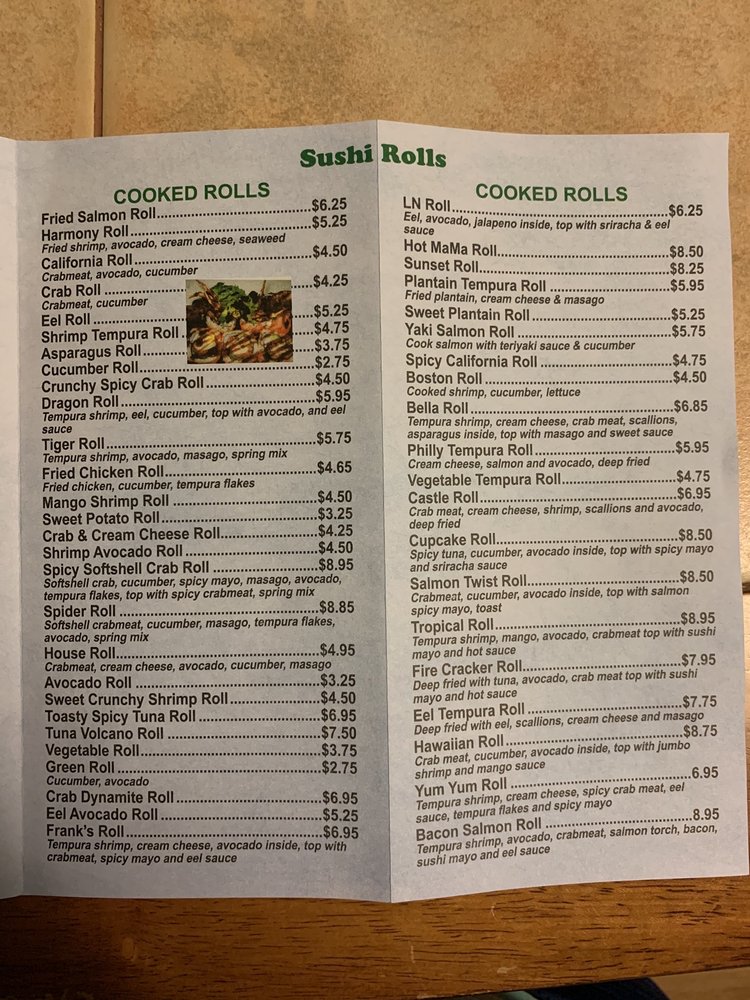 Sushi Rolls
COOKED ROLLS
Fried Salmon Roll....................................$6.25
Harmony Roll..........................................$5.25
Fried shrimp, avocado, cream cheese, seaweed
California Roll..........................................$4.50
Crabmeat, avocado, cucumber
Crab Roll..................................................$4.25
Crabmeat, cucumber
Eel Roll.....................................................$5.25
Shrimp Tempura Roll..............................$4.75
Asparagus Roll........................................$3.75
Cucumber Roll.........................................$2.75
Crunchy Spicy Crab Roll.........................$4.50
Dragon Roll..............................................$5.95
Tempura shrimp, eel, cucumber, top with avocado, and eel
sauce
Tiger Roll..................................................$5.75
Tempura shrimp, avocado, masago, spring mix
Fried Chicken Roll...................................$4.65
Fried chicken, cucumber, tempura flakes
Mango Shrimp Roll..................................$4.50
Sweet Potato Roll.....................................$3.25
Crab & Cream Cheese Roll......................$4.25
Shrimp Avocado Roll...............................$4.50
Spicy Softshell Crab Roll........................$8.95
Softshell crab, cucumber, spicy mayo, masago, avocado,
tempura flakes, top with spicy crabmeat, spring mix
Spider Roll................................................$8.85
Softshell crabmeat, cucumber, masago, tempura flakes,
avocado, spring mix
House Roll................................................$4.95
Crabmeat, cream cheese, avocado, cucumber, masago
Avocado Roll............................................$3.25
Sweet Crunchy Shrimp Roll....................$4.50
Toasty Spicy Tuna Roll............................$6.95
Tuna Volcano Roll....................................$7.50
Vegetable Roll..........................................$3.75
Green Roll.................................................$2.75
Cucumber, avocado
Crab Dynamite Roll..................................$6.95
Eel Avocado Roll......................................$5.25
Frank's Roll...............................................$6.95
Tempura shrimp, cream cheese, avocado inside, top with
crabmeat, spicy mayo and eel sauce
COOKED ROLLS
LN Roll......................................................$6.25
Eel, avocado, jalapeno inside, top with sriracha & eel
sauce
Hot MaMa Roll..........................................$8.50
Sunset Roll...............................................$8.25
Plantain Tempura Roll.............................$5.95
Fried plantain, cream cheese & masago
Sweet Plantain Roll..................................$5.25
Yaki Salmon Roll......................................$5.75
Cook salmon with teriyaki sauce & cucumber
Spicy California Roll................................$4.75
Boston Roll...............................................$4.50
Cooked shrimp, cucumber, lettuce
Bella Roll...................................................$6.85
Tempura shrimp, cream cheese, crab meat, scallions,
asparagus inside, top with masago and sweet sauce
Philly Tempura Roll..................................$5.95
Cream cheese, salmon and avocado, deep fried
Vegetable Tempura Roll...........................$4.75
Castle Roll.................................................$6.95
Crab meat, cream cheese, shrimp, scallions and avocado,
deep fried
Cupcake Roll............................................$8.50
Spicy tuna, cucumber, avocado inside, top with spicy mayo
and sriracha sauce
Salmon Twist Roll.....................................$8.50
Crabmeat, cucumber, avocado inside, top with salmon
spicy mayo, toast
Tropical Roll..............................................$8.95
Tempura shrimp, mango, avocado, crabmeat top with sushi
mayo and hot sauce
Fire Cracker Roll......................................$7.95
Deep fried with tuna, avocado, crab meat top with sushi
mayo and hot sauce
Eel Tempura Roll......................................$7.75
Deep fried with eel, scallions, cream cheese and masago
Hawaiian Roll............................................$8.75
Crab meat, cucumber, avocado inside, top with jumbo
shrimp and mango sauce
Yum Yum Roll...........................................6.95
Tempura shrimp, cream cheese, spicy crab meat, eel
sauce, tempura flakes and spicy mayo
Bacon Salmon Roll...................................8.95
Tempura shrimp, avocado, crabmeat, salmon torch, bacon,
sushi mayo and eel sauce